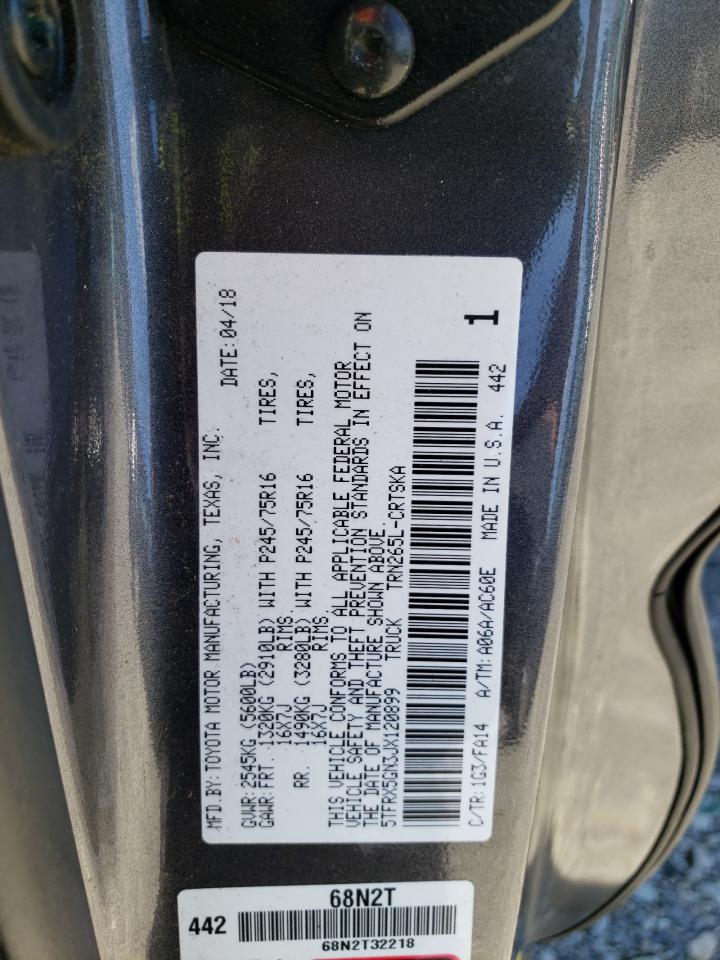 MFD.BY:TOYOTA MOTOR MANUFACTURING, TEXAS, INC. DATE:04/18
GVWR:2545KG (5600LB)
GAWR:FRT. 1320KG (2910LB) WITH P245/75R16 TIRES,
16X7J RIMS,
RR. 1490KG (3280LB) WITH P245/75R16 TIRES,
16X7J RIMS.
THIS VEHICLE CONFORMS TO ALL APPLICABLE FEDERAL MOTOR
VEHICLE SAFETY AND THEFT PREVENTION STANDARDS IN EFFECT ON
THE DATE OF MANUFACTURE SHOWN ABOVE.
5TFRX5GN3JX120899 TRUCK TRN265L-CRTSKA
C/TR:1G3/FA14 A/TM:A06A/AC60E MADE IN U.S.A. 442 1
68N2T
442
68N2T32218